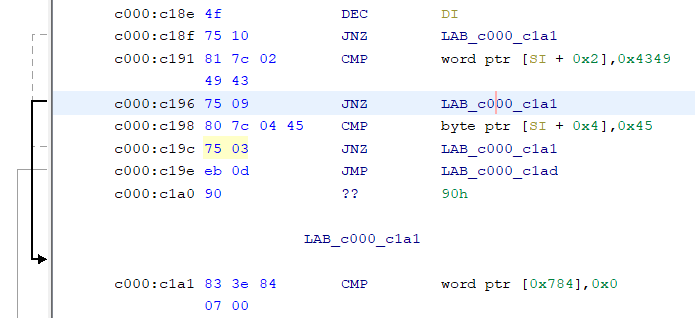 c000:c18e 4f DEC DI
c000:c18f 75 10 JNZ LAB_c000_c1a1
c000:c191 81 7c 02 CMP word ptr [SI + 0x2],0x4349
49 43
c000:c196 75 09 JNZ LAB_c000_c1a1
c000:c198 80 7c 04 45 CMP byte ptr [SI + 0x4],0x45
c000:c19c 75 03 JNZ LAB_c000_c1a1
c000:c19e eb 0d JMP LAB_c000_c1ad
c000:c1a0 90 ?? 90h
LAB_c000_c1a1
c000:c1a1 83 3e 84 CMP word ptr [0x784],0x0
07 00